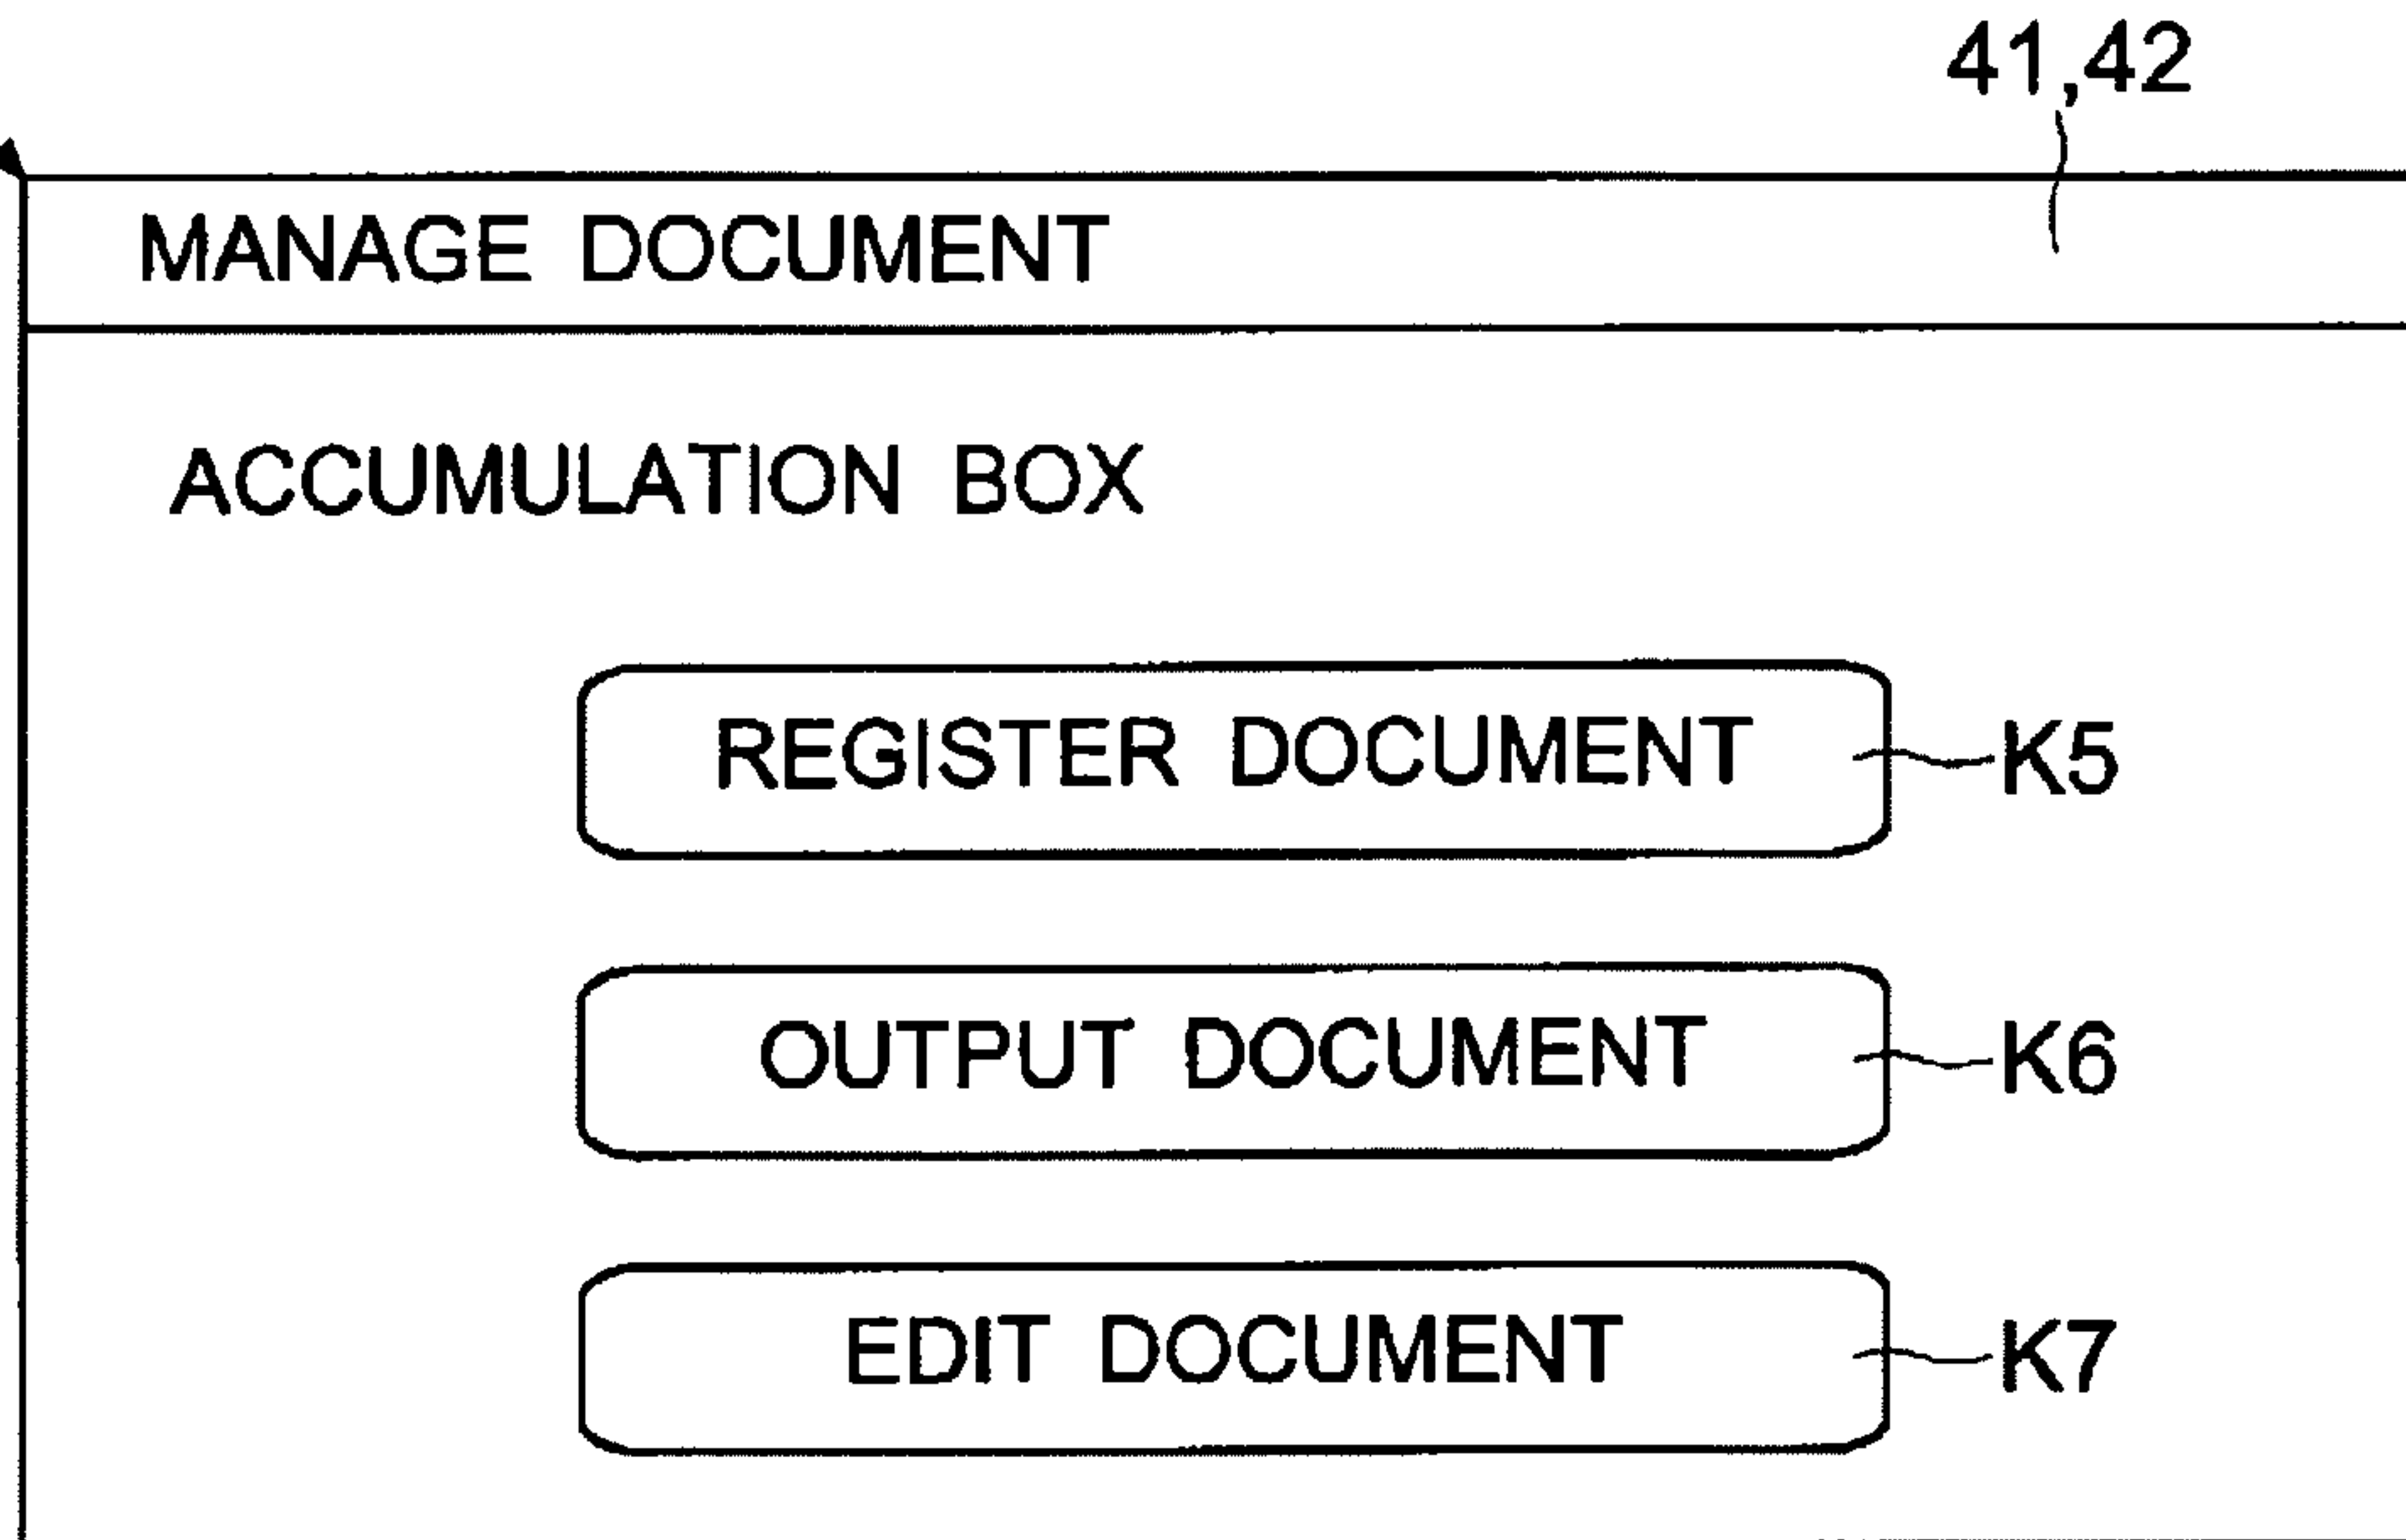 41,42
MANAGE DOCUMENT
ACCUMULATION BOX
REGISTER DOCUMENT K5
OUTPUT DOCUMENT K6
EDIT DOCUMENT K7